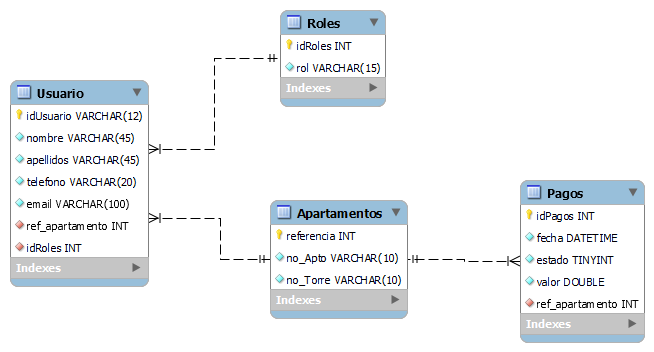 Roles
idRoles INT
rol VARCHAR(15)
Indexes
Usuario
idUsuario VARCHAR(12)
nombre VARCHAR(45)
apellidos VARCHAR(45)
telefono VARCHAR(20)
email VARCHAR(100)
ref_apartamento INT
idRoles INT
Indexes
Apartamentos
referencia INT
no_Apto VARCHAR(10)
no_Torre VARCHAR(10)
Indexes
Pagos
idPagos INT
fecha DATETIME
estado TINYINT
valor DOUBLE
ref_apartamento INT
Indexes